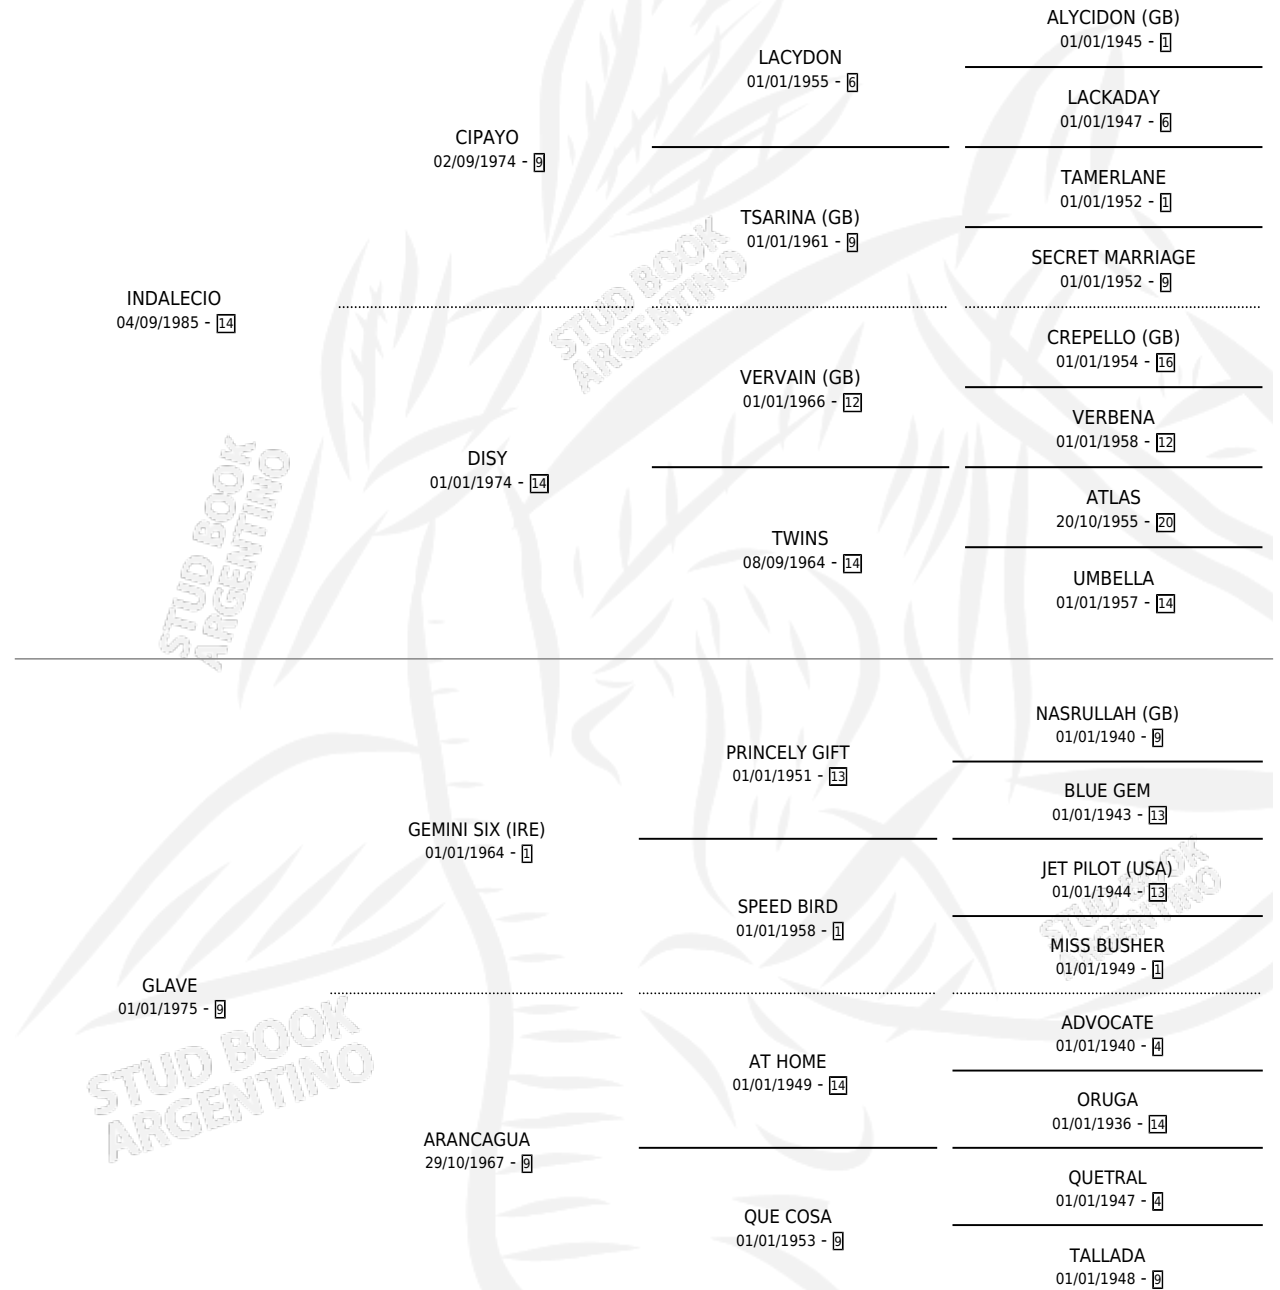 ALYCIDON (GB)
01/01/1945 - 1
LACYDON
01/01/1955 - 6
LACKADAY
01/01/1947 - 6
CIPAYO
02/09/1974 - 9
TAMERLANE
01/01/1952 - 1
TSARINA (GB)
01/01/1961 - 9
SECRET MARRIAGE
01/01/1952 - 9
INDALECIO
04/09/1985 - 14
CREPELLO (GB)
01/01/1954 - 16
VERVAIN (GB)
01/01/1966 - 12
VERBENA
01/01/1958 - 12
DISY
01/01/1974 - 14
ATLAS
20/10/1955 - 20
TWINS
08/09/1964 - 14
UMBELLA
01/01/1957 - 14
NASRULLAH (GB)
01/01/1940 - 9
PRINCELY GIFT
01/01/1951 - 13
BLUE GEM
01/01/1943 - 13
GEMINI SIX (IRE)
01/01/1964 - 1
JET PILOT (USA)
01/01/1944 - 13
SPEED BIRD
01/01/1958 - 1
MISS BUSHER
01/01/1949 - 1
GLAVE
01/01/1975 - 9
ADVOCATE
01/01/1940 - 4
AT HOME
01/01/1949 - 14
ORUGA
01/01/1936 - 14
ARANCAGUA
29/10/1967 - 9
QUETRAL
01/01/1947 - 4
QUE COSA
01/01/1953 - 9
TALLADA
01/01/1948 - 9
STUD BOOK
ARGENTINO
STUD BOOK
ARGENTINO
STUD BOOK
ARGENTINO
STUD BOOK
ARGENTINO